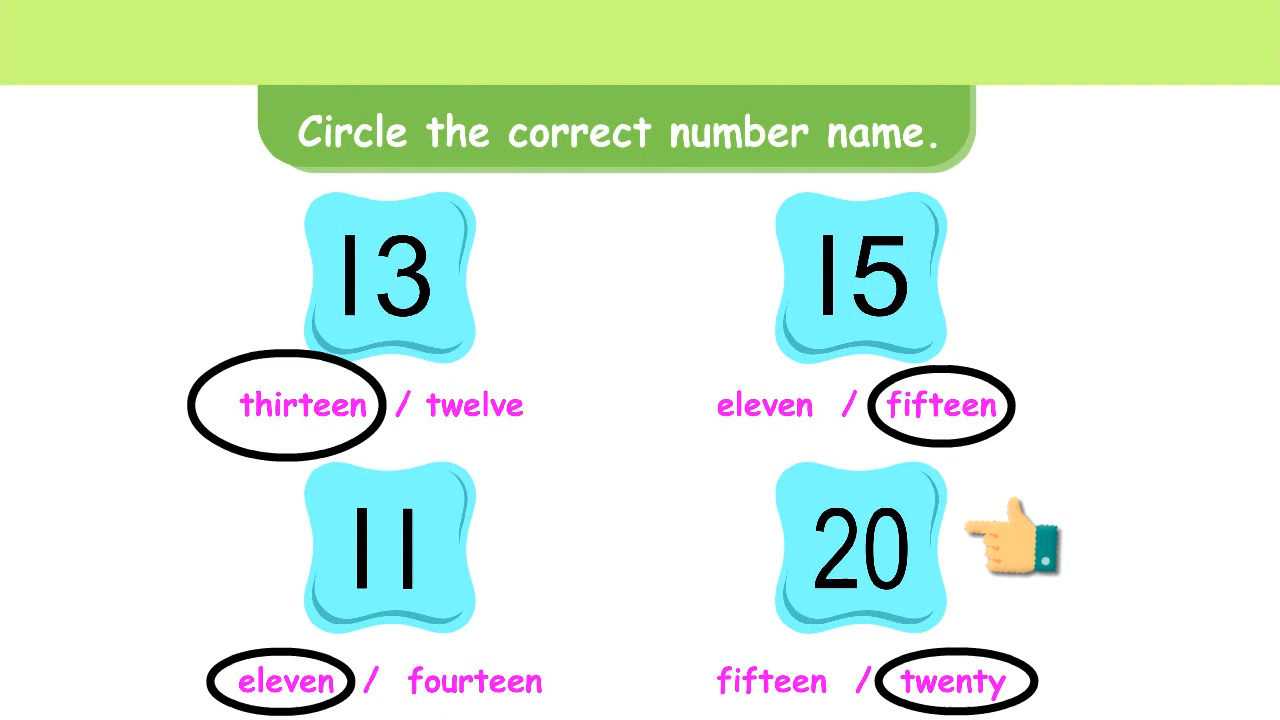 Circle the correct number name.
13
15
thirteen / twelve
eleven / fifteen
11
20
eleven / fourteen
fifteen / twenty